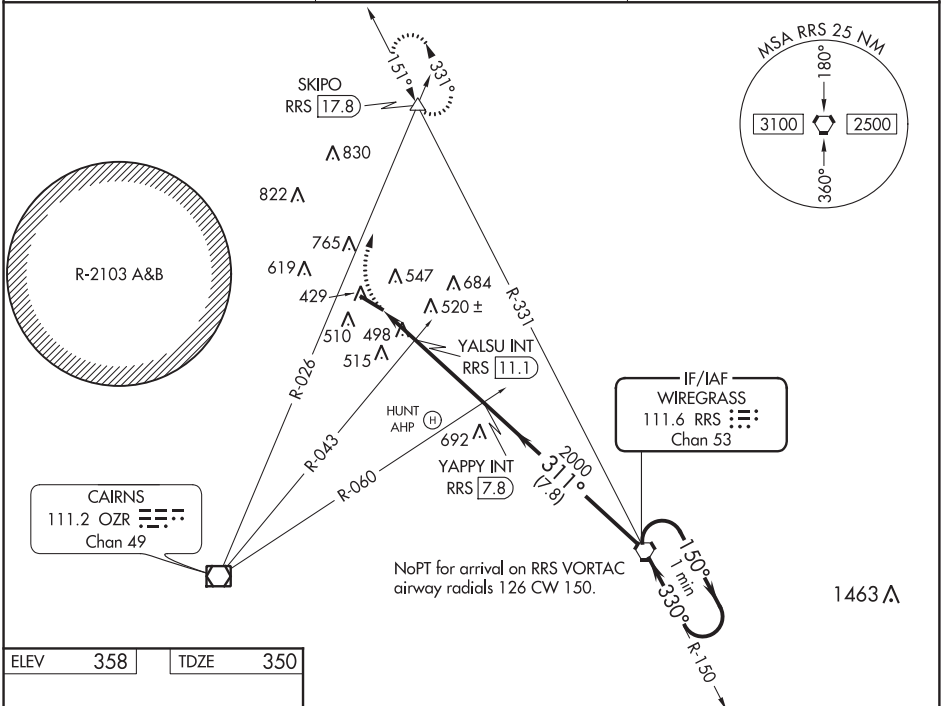 MSA RRS 25 NM
180°
3100
2500
360°
151°
331°
SKIPO
RRS 17.8
830
822
R-2103 A&B
765
619
547
684
429
520 ±
510
498
515
YALSU INT
RRS 11.1
R-331
R-026
R-043
R-060
HUNT
AHP
H
692
YAPPY INT
RRS 7.8
2000
311°
(7.8)
IF/IAF
WIREGRASS
111.6 RRS
Chan 53
CAIRNS
111.2 OZR
Chan 49
NoPT for arrival on RRS VORTAC
airway radials 126 CW 150.
150°
1 min
330°
R-150
1463
ELEV 358
TDZE 350